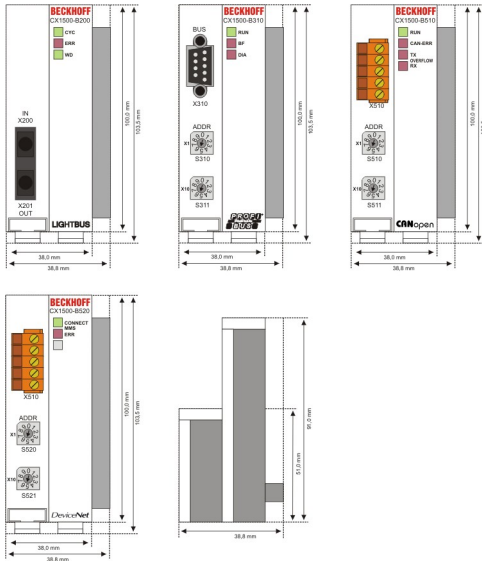 BECKHOFF
CX1500-B200
CYC
ERR
WD
IN
X200
X201
OUT
LIGHTBUS
100,0 mm
103,5 mm
38,0 mm
38,8 mm
BECKHOFF
CX1500-B310
BUS
RUN
BF
DIA
X310
ADDR
X1
S310
X10
S311
PROFI
BUS
100,0 mm
103,5 mm
38,0 mm
38,8 mm
BECKHOFF
CX1500-B510
RUN
CAN-ERR
TX
OVERFLOW
RX
X510
ADDR
X1
S510
X10
S511
CANopen
100,0 mm
38,0 mm
38,8 mm
BECKHOFF
CX1500-B520
CONNECT
MMS
ERR
X510
ADDR
X1
S520
X10
S521
DeviceNet
100,0 mm
103,5 mm
38,0 mm
38,8 mm
51,0 mm
91,0 mm
38,8 mm